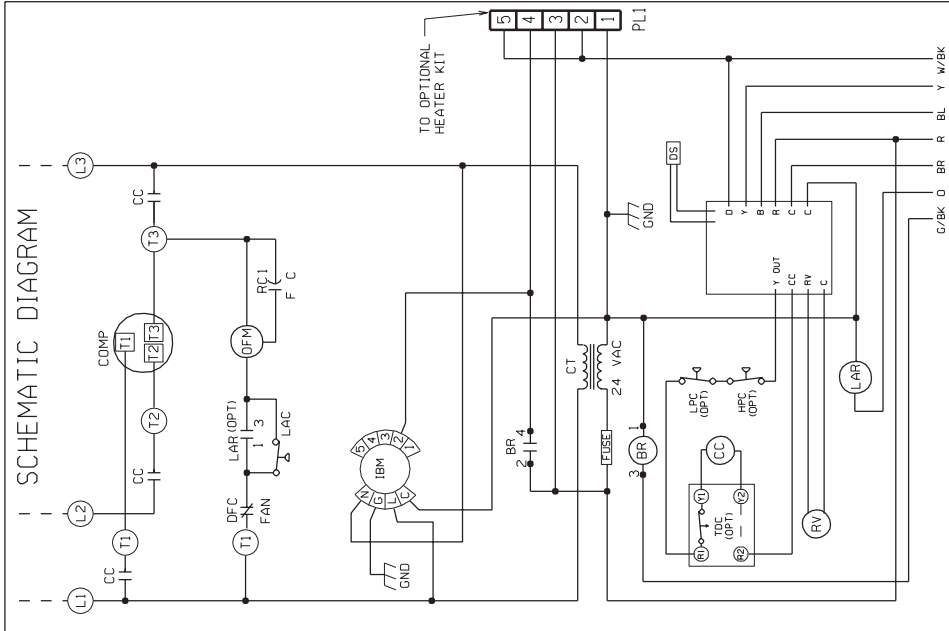 SCHEMATIC DIAGRAM
L1
L2
L3
CC
T1
CC
T2
COMP
T1
T2
T3
T3
CC
T1
DFC
FAN
LAR (OPT)
1 3
LAC
OFM
RC1
F C
IBM
N
G
L
C
1
2
3
4
5
GND
TO OPTIONAL
HEATER KIT
5
4
3
2
1
PL1
BR
2 4
CT
24 VAC
FUSE
GND
BR
3 1
LPC
(OPT)
HPC
(OPT)
R1
R2
TDC
(OPT)
Y1
Y2
CC
RV
LAR
DS
Y OUT
CC
RV
C
D
Y
B
R
C
C
W/BK
Y
BL
R
BR
O
G/BK